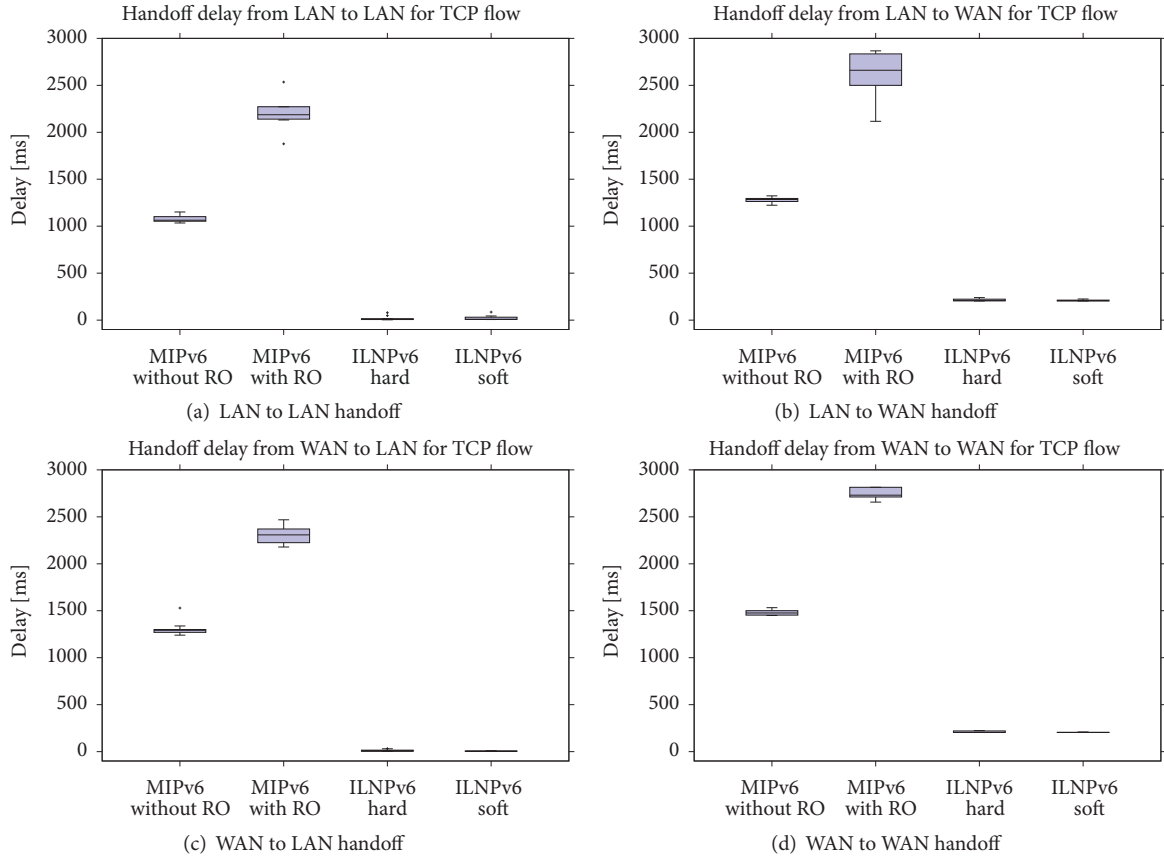 Handoff delay from LAN to LAN for TCP flow
3000
2500
2000
1500
1000
500
0
Delay [ms]
MIPv6
without RO
MIPv6
with RO
ILNPv6
hard
ILNPv6
soft
(a) LAN to LAN handoff
Handoff delay from LAN to WAN for TCP flow
3000
2500
2000
1500
1000
500
0
Delay [ms]
MIPv6
without RO
MIPv6
with RO
ILNPv6
hard
ILNPv6
soft
(b) LAN to WAN handoff
Handoff delay from WAN to LAN for TCP flow
3000
2500
2000
1500
1000
500
0
Delay [ms]
MIPv6
without RO
MIPv6
with RO
ILNPv6
hard
ILNPv6
soft
(c) WAN to LAN handoff
Handoff delay from WAN to WAN for TCP flow
3000
2500
2000
1500
1000
500
0
Delay [ms]
MIPv6
without RO
MIPv6
with RO
ILNPv6
hard
ILNPv6
soft
(d) WAN to WAN handoff